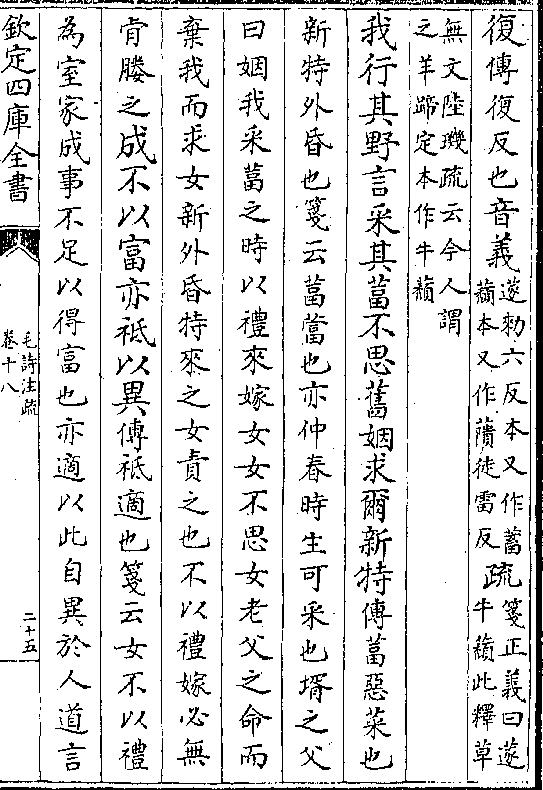 復傳復反也音義蓫勑六反本又作蓄蘈本又作藬徒雷反疏箋正義曰蓫牛蘈此釋草
無文陸璣疏云今人謂之羊蹄定本作牛蘈
我行其野言采其葍不思舊姻求爾新特傳葍惡菜也
新特外昏也箋云葍䔰也亦仲春時生可采也壻之父
曰姻我采葍之時以禮來嫁女女不思女老父之命而
棄我而求女新外昏特來之女責之也不以禮嫁必無
肯媵之成不以富亦祗以異傳祗適也箋云女不以禮
為室家成事不足以得富也亦適以此自異於人道言
欽定四庫全書
毛詩注疏
卷十八
二十五